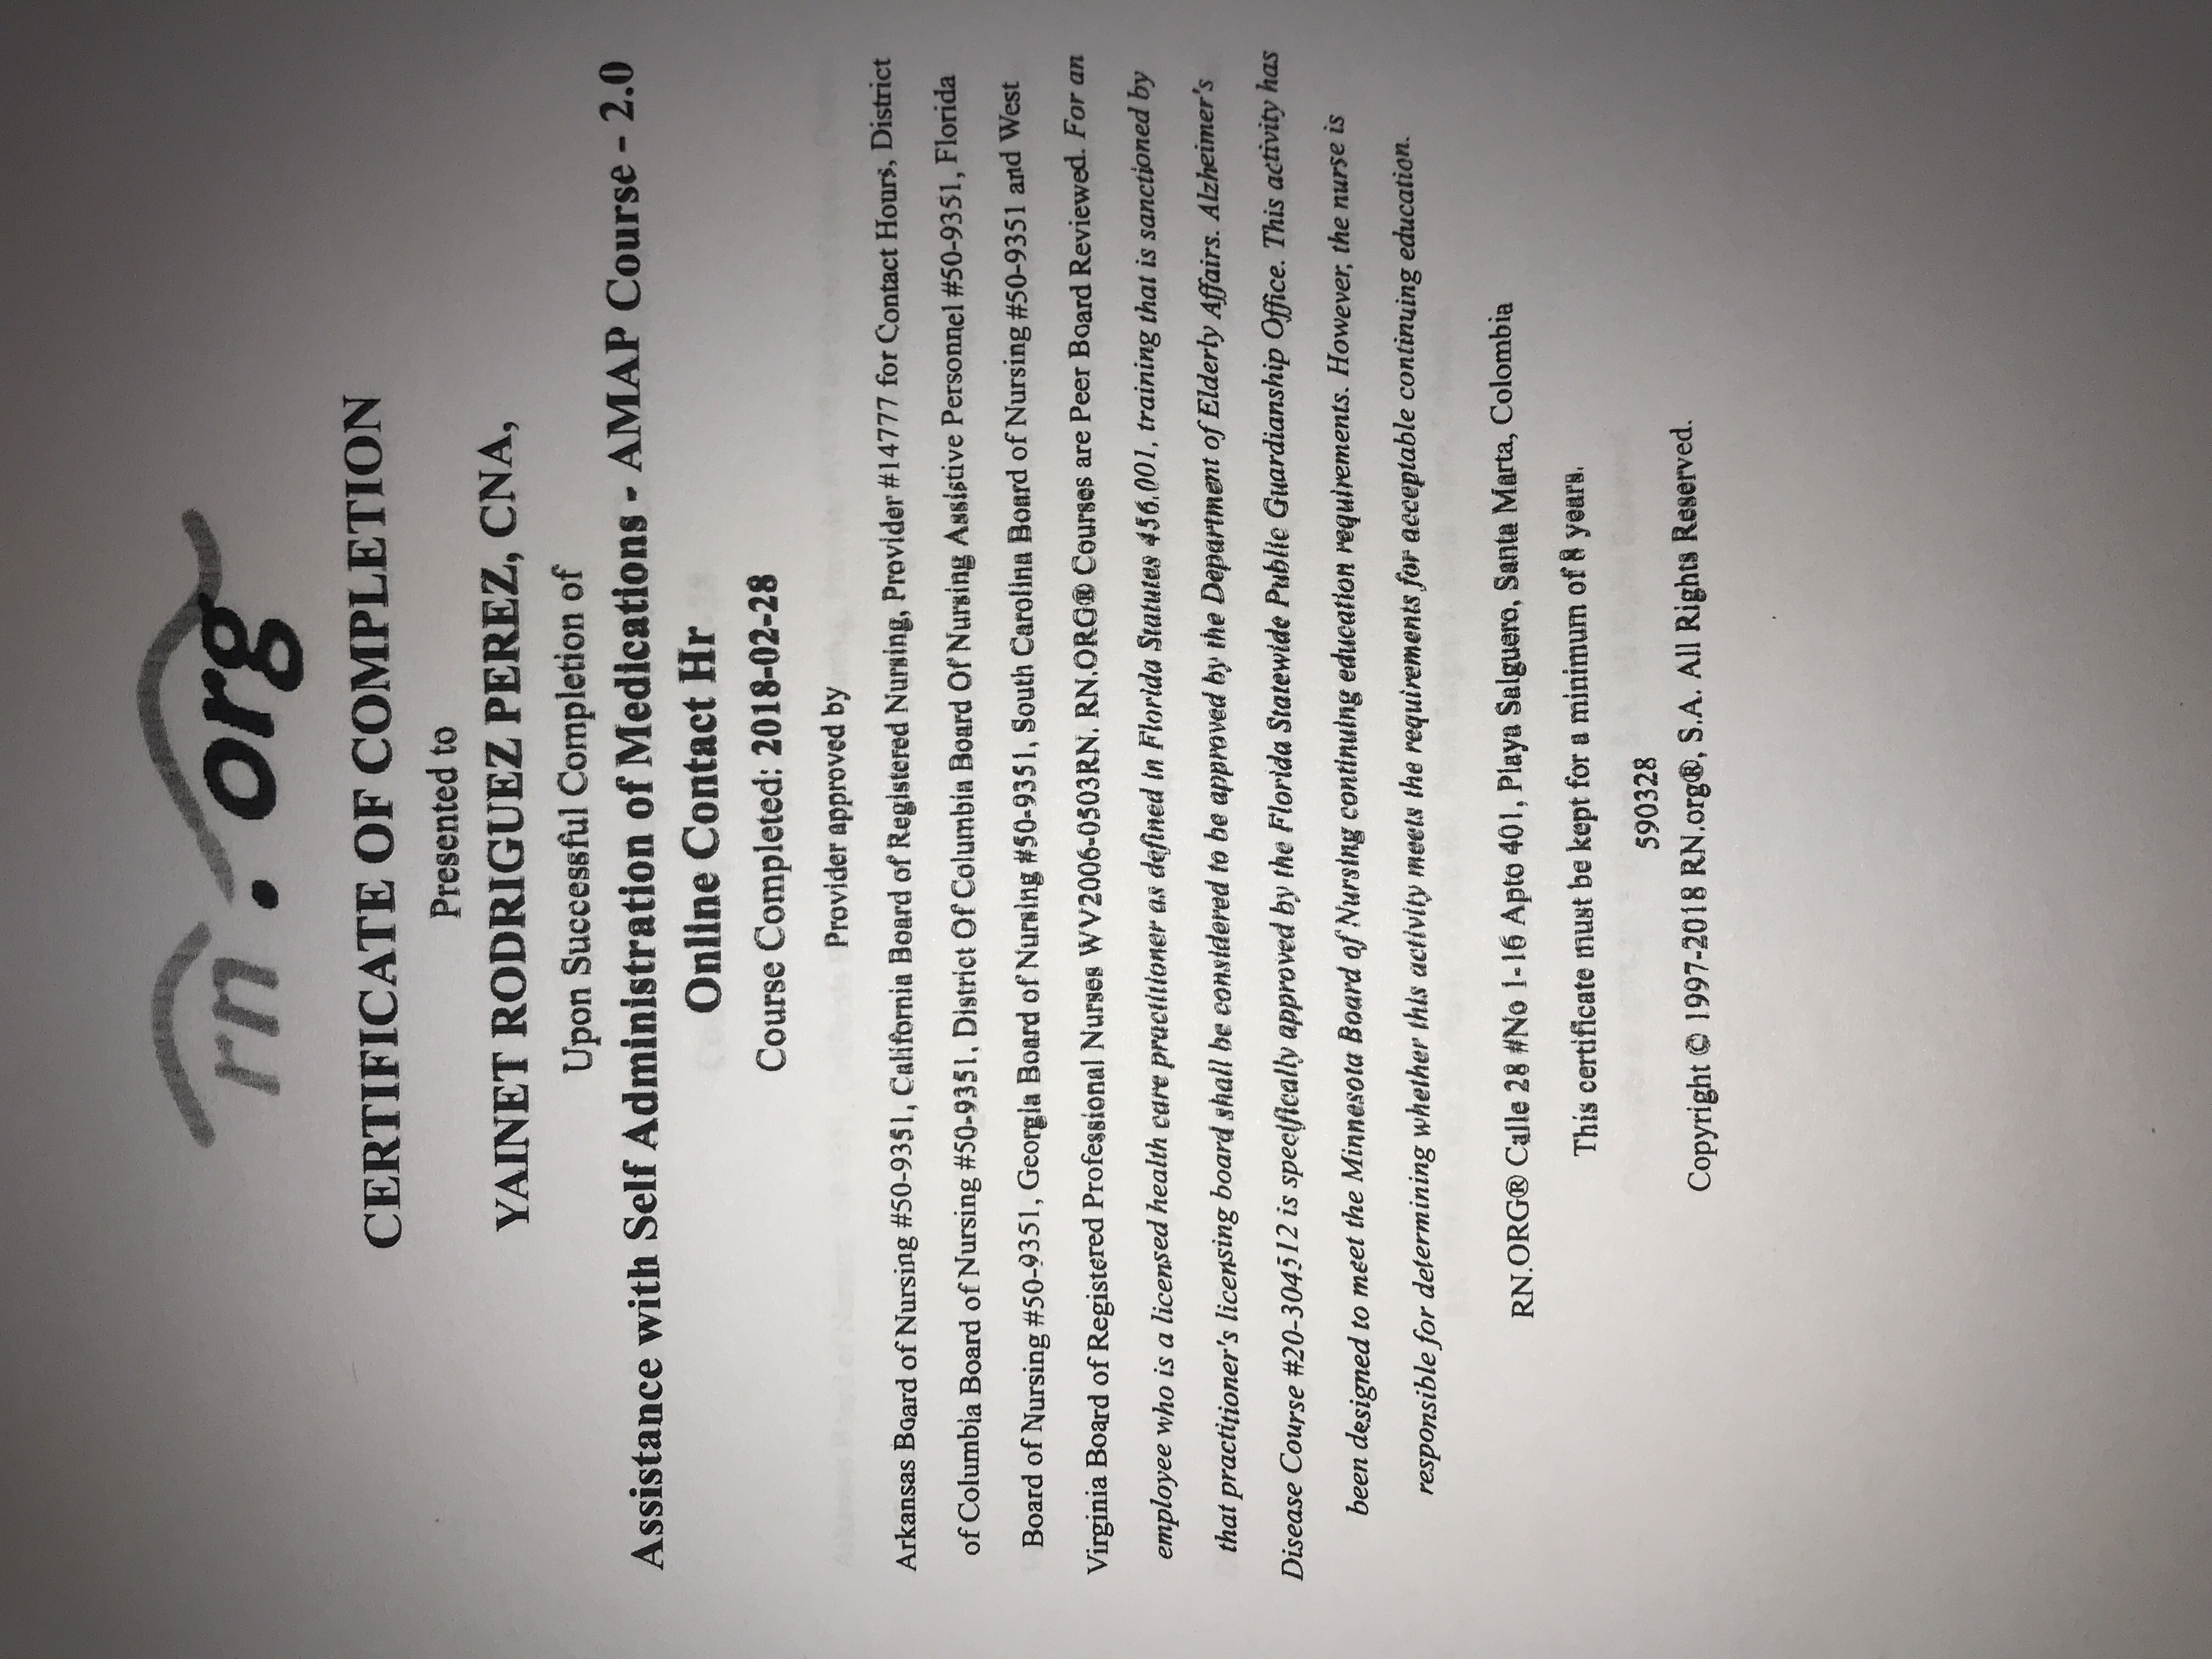 rn.org
CERTIFICATE OF COMPLETION
Presented to
YAINET RODRIGUEZ PEREZ, CNA,
Upon Successful Completion of
Assistance with Self Administration of Medications - AMAP Course - 2.0
Online Contact Hr
Course Completed: 2018-02-28
Provider approved by
Arkansas Board of Nursing #50-9351, California Board of Registered Nursing, Provider #14777 for Contact Hours, District
of Columbia Board of Nursing #50-9351, District Of Columbia Board Of Nursing Assistive Personnel #50-9351, Florida
Board of Nursing #50-9351, Georgia Board of Nursing #50-9351, South Carolina Board of Nursing #50-9351 and West
Virginia Board of Registered Professional Nurses WV2006-0503RN. RN.ORG® Courses are Peer Board Reviewed. For an
employee who is a licensed health care practitioner as defined in Florida Statutes 456.001, training that is sanctioned by
that practitioner's licensing board shall be considered to be approved by the Department of Elderly Affairs. Alzheimer's
Disease Course #20-304512 is specifically approved by the Florida Statewide Public Guardianship Office. This activity has
been designed to meet the Minnesota Board of Nursing continuing education requirements. However, the nurse is
responsible for determining whether this activity meets the requirements for acceptable continuing education.
RN.ORG® Calle 28 #No 1-16 Apto 401, Playa Salguero, Santa Marta, Colombia
This certificate must be kept for a minimum of 8 years.
590328
Copyright © 1997-2018 RN.org®, S.A. All Rights Reserved.